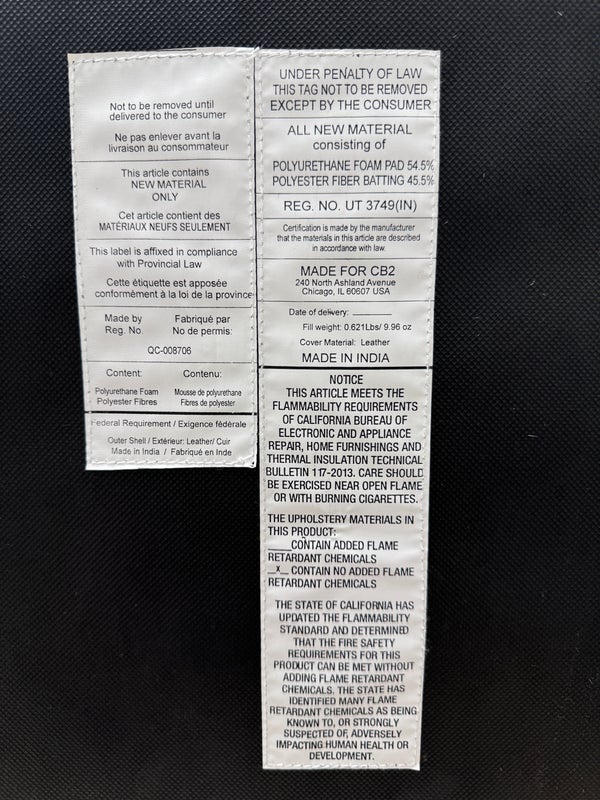 Not to be removed until
delivered to the consumer
Ne pas enlever avant la
livraison au consommateur
This article contains
NEW MATERIAL
ONLY
Cet article contient des
MATÉRIAUX NEUFS SEULEMENT
This label is affixed in compliance
with Provincial Law
Cette étiquette est apposée
conformément à la loi de la province
Made by Fabriqué par
Reg. No. No de permis:
QC-008706
Content: Contenu:
Polyurethane Foam Mousse de polyurethane
Polyester Fibres Fibres de polyester
Federal Requirement / Exigence fédérale
Outer Shell / Extérieur: Leather/ Cuir
Made in India / Fabriqué en Inde
UNDER PENALTY OF LAW
THIS TAG NOT TO BE REMOVED
EXCEPT BY THE CONSUMER
ALL NEW MATERIAL
consisting of
POLYURETHANE FOAM PAD 54.5%
POLYESTER FIBER BATTING 45.5%
REG. NO. UT 3749(IN)
Certification is made by the manufacturer
that the materials in this article are described
in accordance with law.
MADE FOR CB2
240 North Ashland Avenue
Chicago, IL 60607 USA
Date of delivery: ________
Fill weight: 0.621Lbs/ 9.96 oz
Cover Material: Leather
MADE IN INDIA
NOTICE
THIS ARTICLE MEETS THE
FLAMMABILITY REQUIREMENTS
OF CALIFORNIA BUREAU OF
ELECTRONIC AND APPLIANCE
REPAIR, HOME FURNISHINGS AND
THERMAL INSULATION TECHNICAL
BULLETIN 117-2013. CARE SHOULD
BE EXERCISED NEAR OPEN FLAME
OR WITH BURNING CIGARETTES.
THE UPHOLSTERY MATERIALS IN
THIS PRODUCT:
____CONTAIN ADDED FLAME
RETARDANT CHEMICALS
_X_ CONTAIN NO ADDED FLAME
RETARDANT CHEMICALS
THE STATE OF CALIFORNIA HAS
UPDATED THE FLAMMABILITY
STANDARD AND DETERMINED
THAT THE FIRE SAFETY
REQUIREMENTS FOR THIS
PRODUCT CAN BE MET WITHOUT
ADDING FLAME RETARDANT
CHEMICALS. THE STATE HAS
IDENTIFIED MANY FLAME
RETARDANT CHEMICALS AS BEING
KNOWN TO, OR STRONGLY
SUSPECTED OF, ADVERSELY
IMPACTING HUMAN HEALTH OR
DEVELOPMENT.